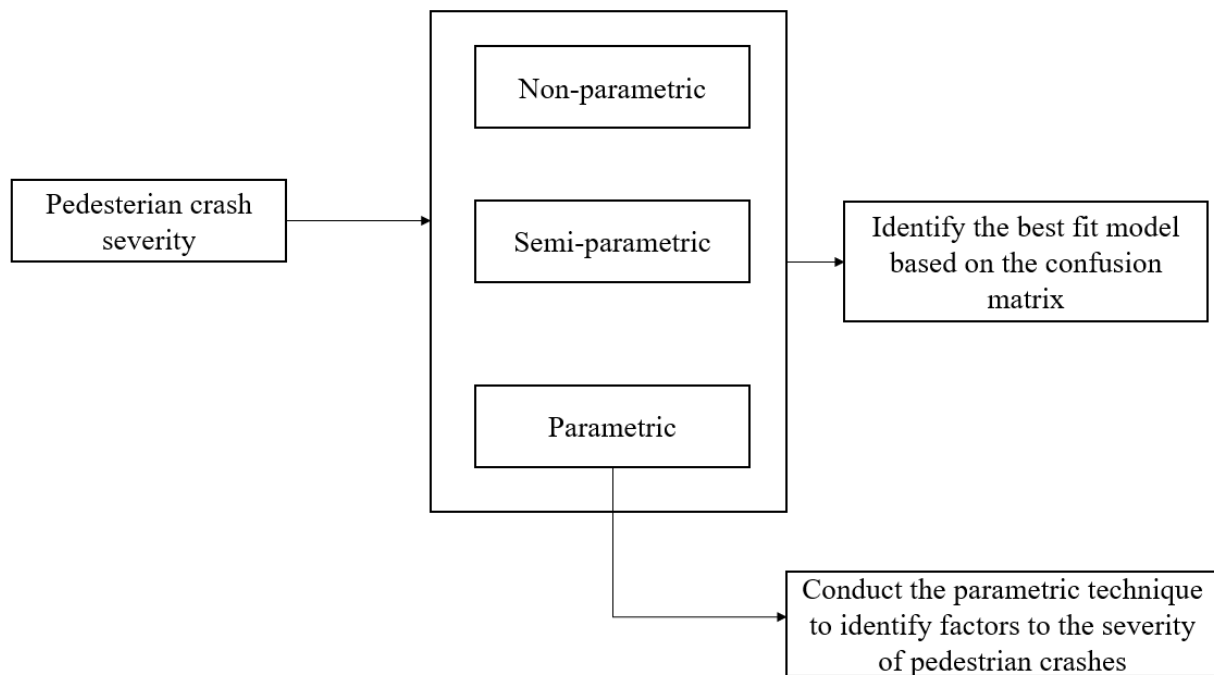 Non-parametric
Pedesterian crash
severity
Semi-parametric
Identify the best fit model
based on the confusion
matrix
Parametric
Conduct the parametric technique
to identify factors to the severity
of pedestrian crashes